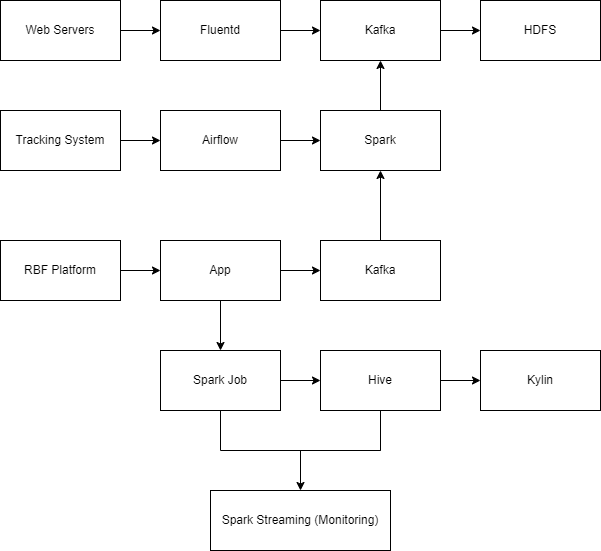 Web Servers
Fluentd
Kafka
HDFS
Tracking System
Airflow
Spark
RBF Platform
App
Kafka
Spark Job
Hive
Kylin
Spark Streaming (Monitoring)